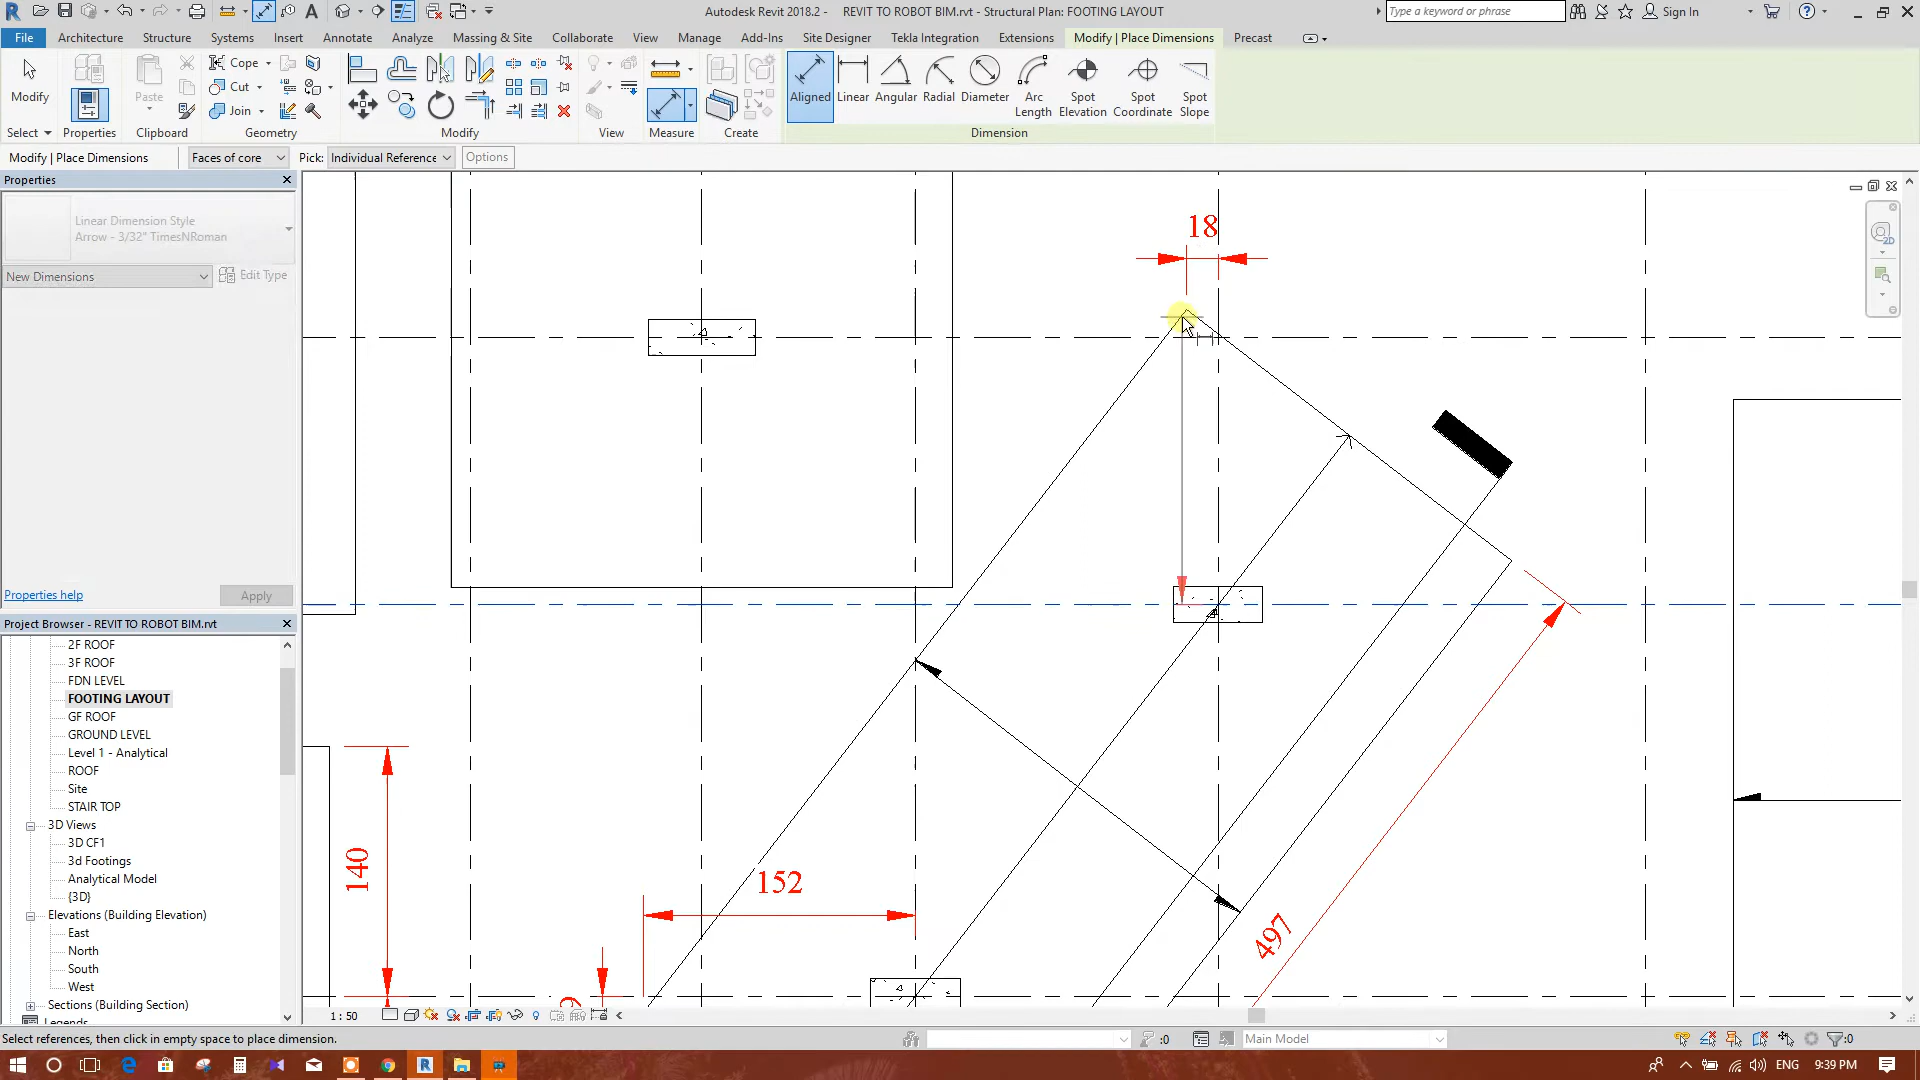 Autodesk Revit 2018.2 - REVIT TO ROBOT BIM.rvt - Structural Plan: FOOTING LAYOUT
Type a keyword or phrase
Sign In
File Architecture Structure Systems Insert Annotate Analyze Massing & Site Collaborate View Manage Add-Ins Site Designer Tekla Integration Extensions Modify | Place Dimensions Precast
Cope
Cut
Join
Modify
Paste
Aligned Linear Angular Radial Diameter Arc Length Spot Elevation Spot Coordinate Spot Slope
Select Properties Clipboard Geometry Modify View Measure Create Dimension
Modify | Place Dimensions Faces of core Pick: Individual Reference Options
Properties
Linear Dimension Style
Arrow - 3/32" TimesNRoman
New Dimensions Edit Type
Properties help Apply
Project Browser - REVIT TO ROBOT BIM.rvt
2F ROOF
3F ROOF
FDN LEVEL
FOOTING LAYOUT
GF ROOF
GROUND LEVEL
Level 1 - Analytical
ROOF
Site
STAIR TOP
3D Views
3D CF1
3d Footings
Analytical Model
{3D}
Elevations (Building Elevation)
East
North
South
West
Sections (Building Section)
Legends
18
2D
140
152
497
1 : 50
Select references, then click in empty space to place dimension.
:0
Main Model
:0
ENG 9:39 PM